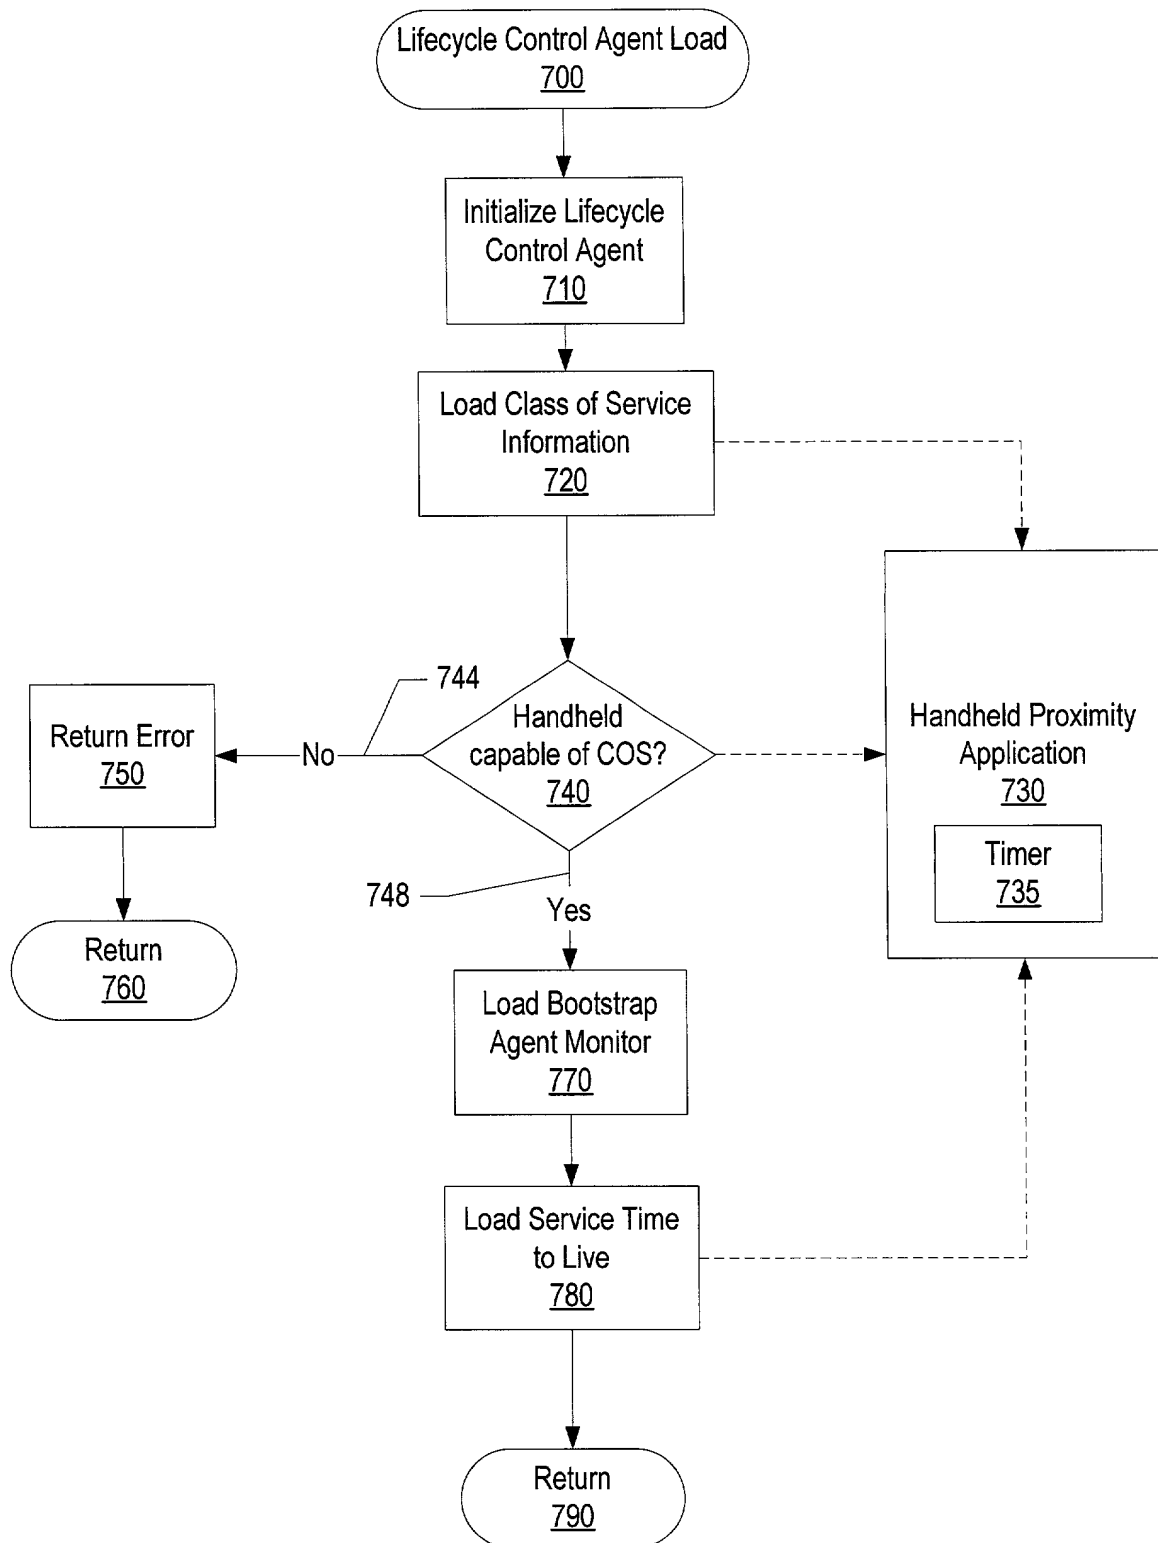 Lifecycle Control Agent Load
700
Initialize Lifecycle
Control Agent
710
Load Class of Service
Information
720
744
Handheld
capable of COS?
740
No
Return Error
750
Return
760
Handheld Proximity
Application
730
Timer
735
748
Yes
Load Bootstrap
Agent Monitor
770
Load Service Time
to Live
780
Return
790